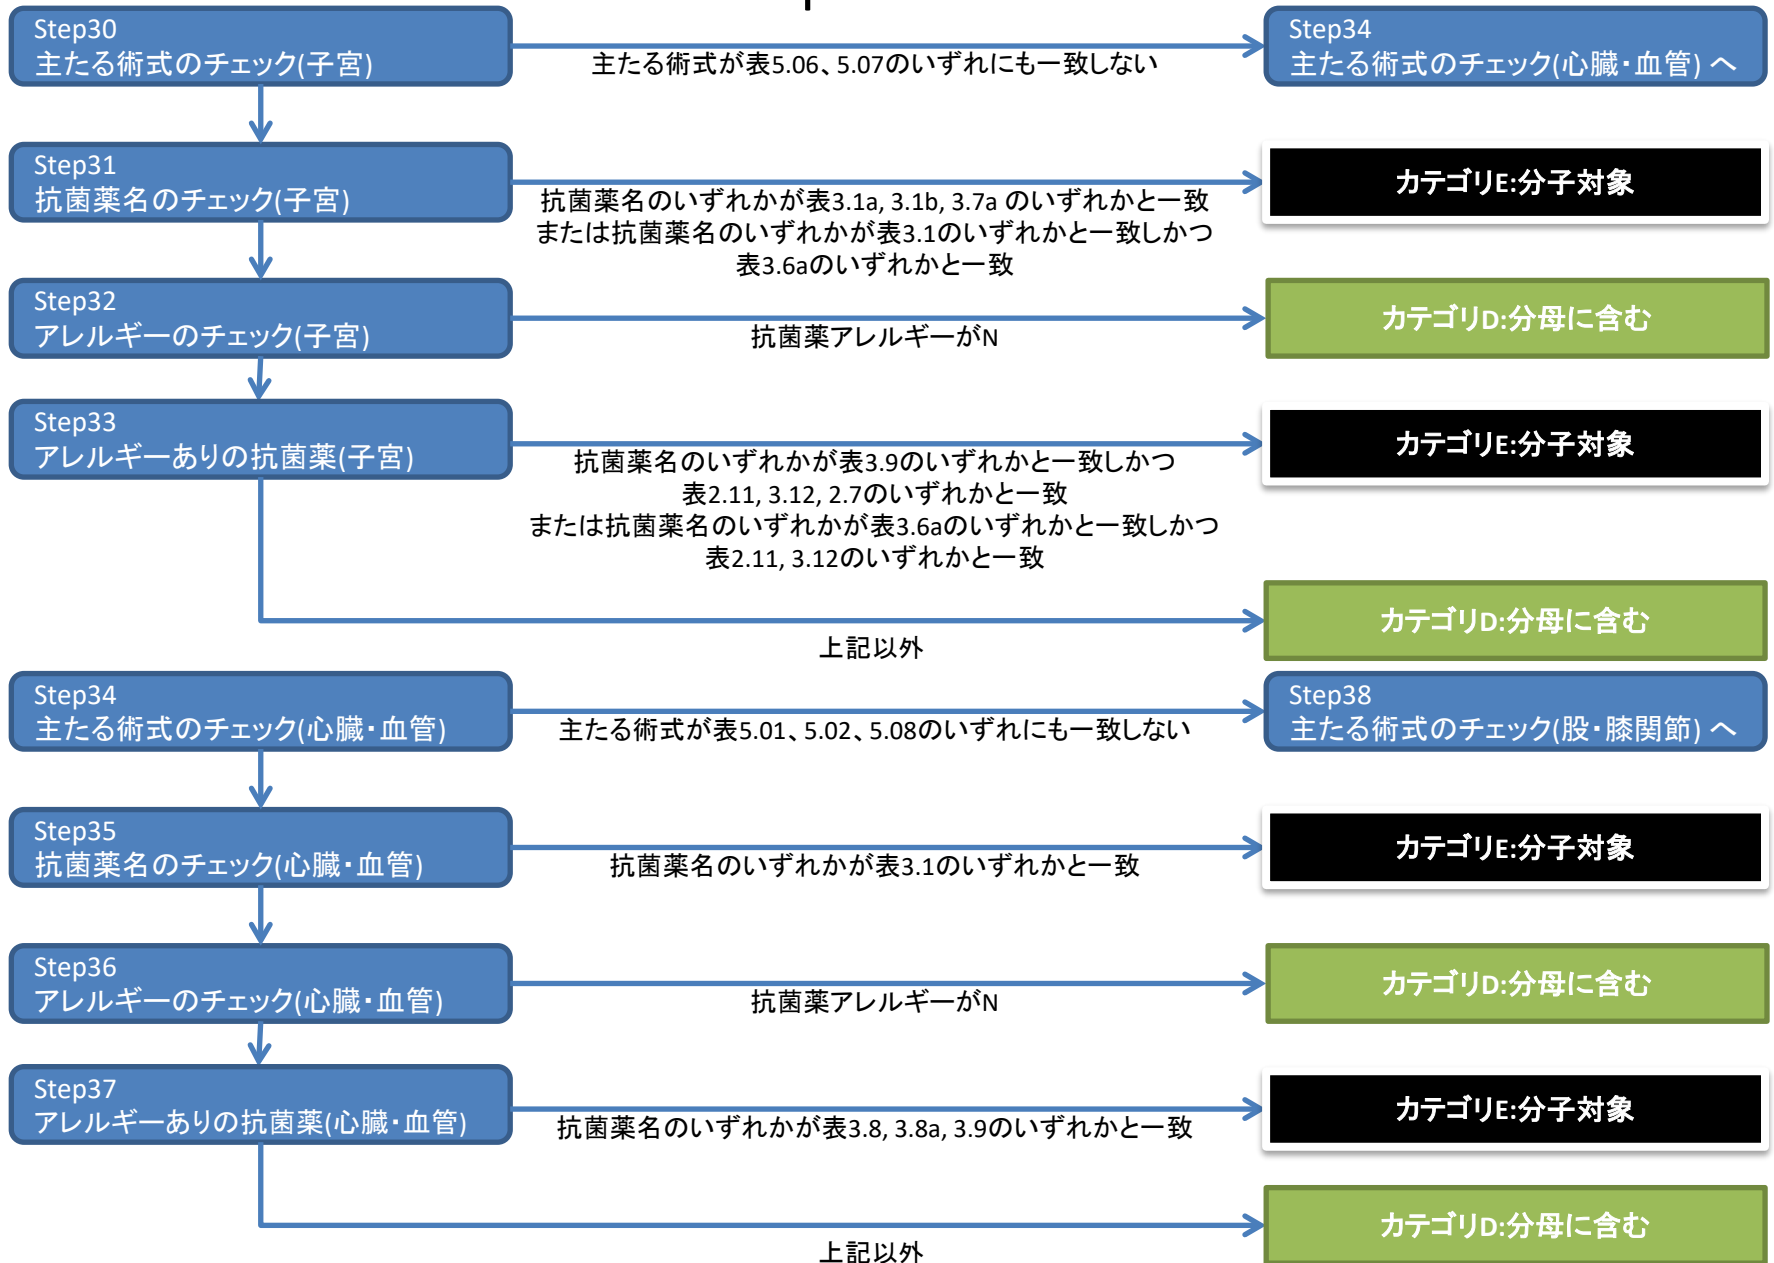 Step30
主たる術式のチェック(子宮)
主たる術式が表5.06、5.07のいずれにも一致しない
Step34
主たる術式のチェック(心臓・血管) へ
Step31
抗菌薬名のチェック(子宮)
抗菌薬名のいずれかが表3.1a, 3.1b, 3.7a のいずれかと一致
または抗菌薬名のいずれかが表3.1のいずれかと一致しかつ
表3.6aのいずれかと一致
カテゴリE:分子対象
Step32
アレルギーのチェック(子宮)
抗菌薬アレルギーがN
カテゴリD:分母に含む
Step33
アレルギーありの抗菌薬(子宮)
抗菌薬名のいずれかが表3.9のいずれかと一致しかつ
表2.11, 3.12, 2.7のいずれかと一致
または抗菌薬名のいずれかが表3.6aのいずれかと一致しかつ
表2.11, 3.12のいずれかと一致
カテゴリE:分子対象
上記以外
カテゴリD:分母に含む
Step34
主たる術式のチェック(心臓・血管)
主たる術式が表5.01、5.02、5.08のいずれにも一致しない
Step38
主たる術式のチェック(股・膝関節) へ
Step35
抗菌薬名のチェック(心臓・血管)
抗菌薬名のいずれかが表3.1のいずれかと一致
カテゴリE:分子対象
Step36
アレルギーのチェック(心臓・血管)
抗菌薬アレルギーがN
カテゴリD:分母に含む
Step37
アレルギーありの抗菌薬(心臓・血管)
抗菌薬名のいずれかが表3.8, 3.8a, 3.9のいずれかと一致
カテゴリE:分子対象
上記以外
カテゴリD:分母に含む